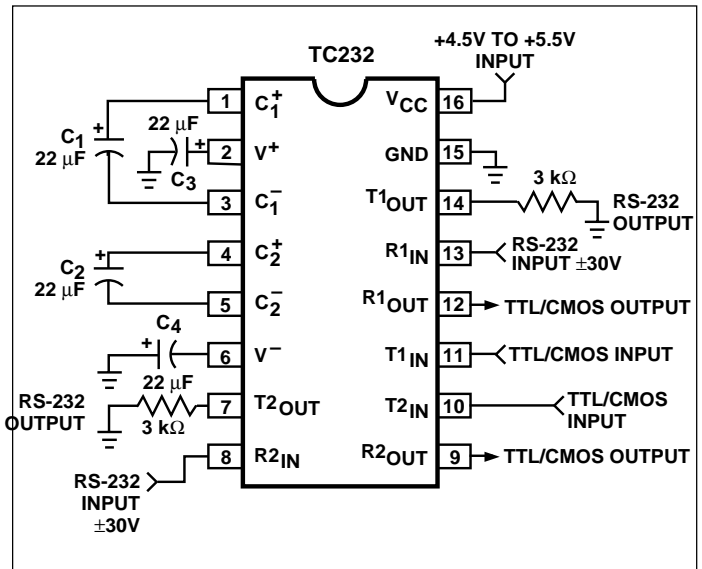 TC232
+4.5V TO +5.5V
INPUT
C1
22 µF
+
1
C1+
22 µF
+
C3
2
V+
3
C1−
C2
22 µF
+
4
C2+
5
C2−
C4
+
22 µF
6
V−
RS-232
OUTPUT
3 kΩ
7
T2OUT
8
R2IN
RS-232
INPUT
±30V
VCC
16
GND
15
T1OUT
14
3 kΩ
RS-232
OUTPUT
R1IN
13
RS-232
INPUT ±30V
R1OUT
12
TTL/CMOS OUTPUT
T1IN
11
TTL/CMOS INPUT
T2IN
10
TTL/CMOS
INPUT
R2OUT
9
TTL/CMOS OUTPUT